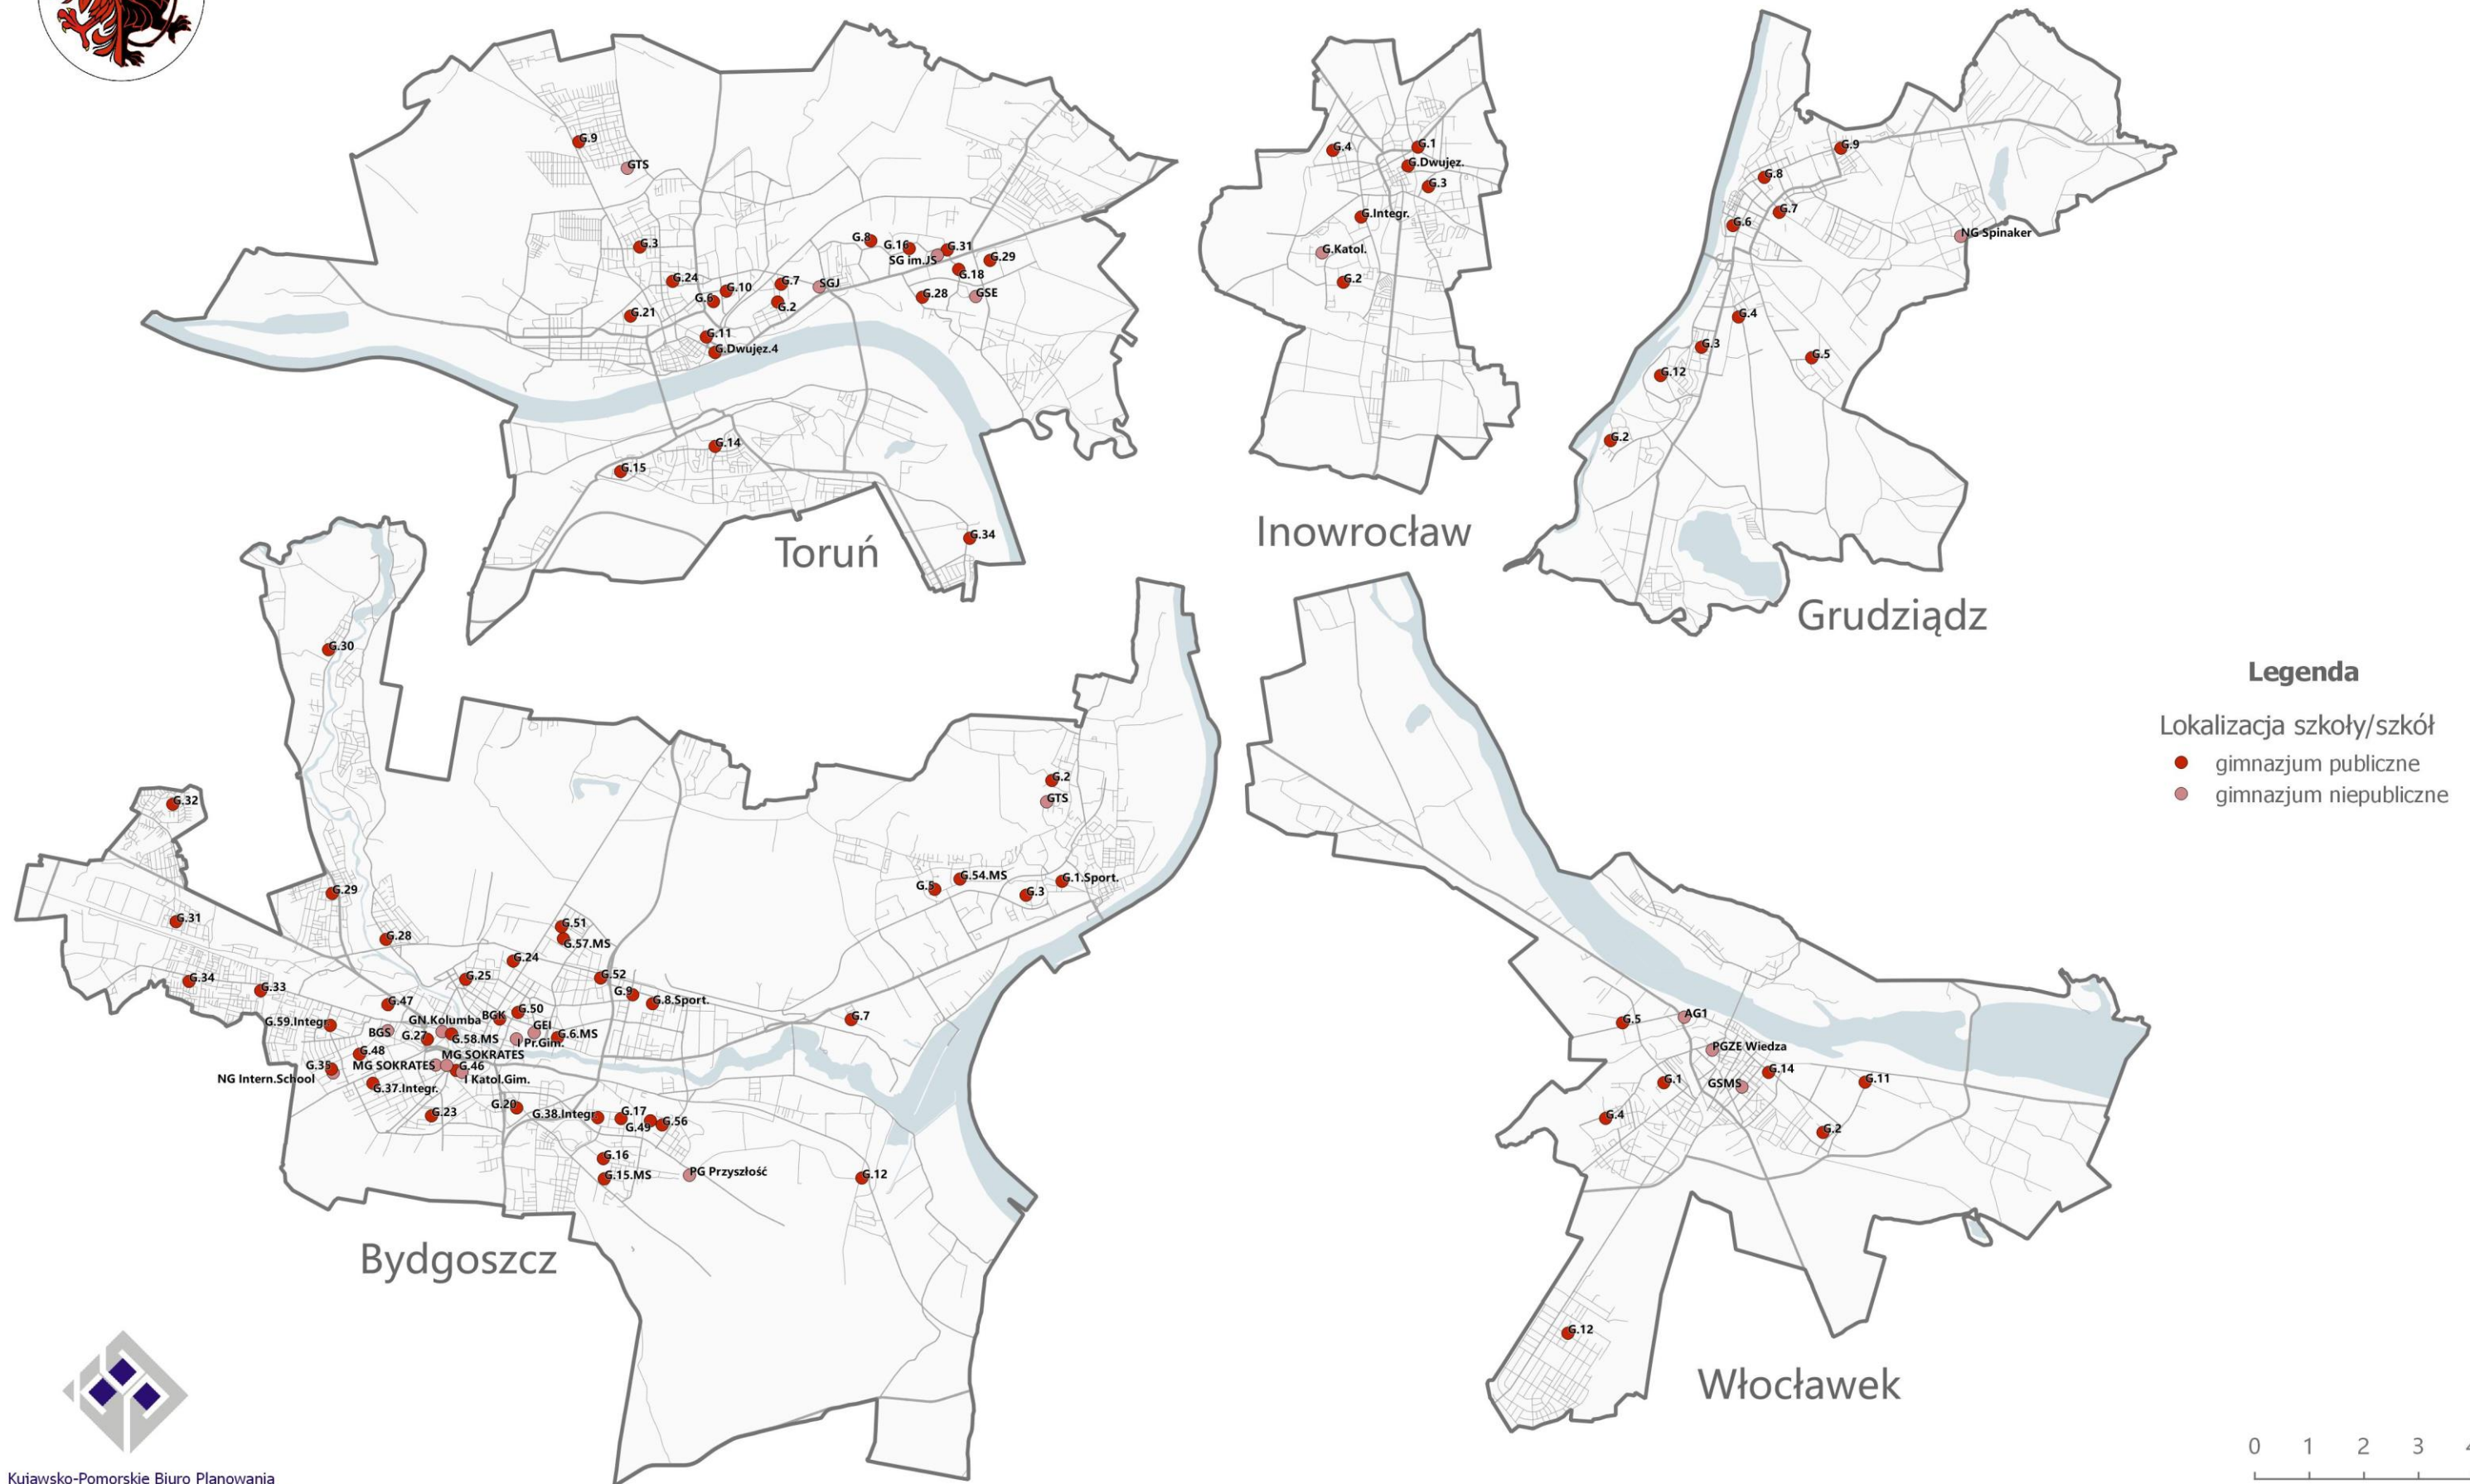 G.9
GTS
G.3
G.24
G.10
G.6
G.7
SGJ
G.2
G.21
G.11
G.Dwujęz.4
G.8
G.16
G.31
SG im.JS
G.29
G.18
G.28
GSE
G.14
G.15
G.34
Toruń
G.4
G.1
G.Dwujęz.
G.3
G.Integr.
G.Katol.
G.2
Inowrocław
G.9
G.8
G.7
G.6
NG Spinaker
G.4
G.3
G.5
G.12
G.2
Grudziądz
Legenda
Lokalizacja szkoły/szkół
gimnazjum publiczne
gimnazjum niepubliczne
G.30
G.32
G.29
G.31
G.28
G.34
G.33
G.2
GTS
G.5
G.54.MS
G.3
G.1.Sport.
G.51
G.57.MS
G.24
G.25
G.52
G.9
G.8.Sport.
G.47
G.50
GN.Kolumba
BGK
GEI
G.59.Integr.
BGS
G.27
G.58.MS
I Pr.Gim.
G.6.MS
G.7
G.48
MG SOKRATES
G.35
MG SOKRATES
G.46
NG Intern.School
I Katol.Gim.
G.37.Integr.
G.23
G.20
G.38.Integr.
G.17
G.49
G.56
G.16
G.15.MS
PG Przyszłość
G.12
Bydgoszcz
G.5
AG1
PGZE Wiedza
G.1
GSMS
G.14
G.11
G.4
G.2
G.12
Włocławek
0 1 2 3
Kujawsko-Pomorskie Biuro Planowania